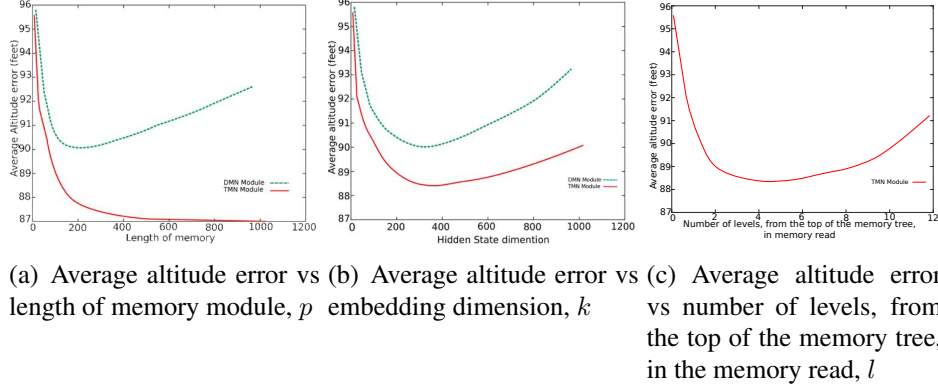 96
95
94
93
92
91
90
89
88
87
0
200
400
600
800
1000
1200
Average Altitude error (feet)
Length of memory
DMN Module
TMN Module
96
95
94
93
92
91
90
89
88
87
0
200
400
600
800
1000
1200
Average altitude error (feet)
Hidden State dimention
DMN Module
TMN Module
96
95
94
93
92
91
90
89
88
87
0
2
4
6
8
10
12
Average altitude error (feet)
Number of levels, from the top of the memory tree,
in memory read
TMN Module
(a) Average altitude error vs
length of memory module, p
(b) Average altitude error vs
embedding dimension, k
(c) Average altitude error
vs number of levels, from
the top of the memory tree,
in the memory read, l